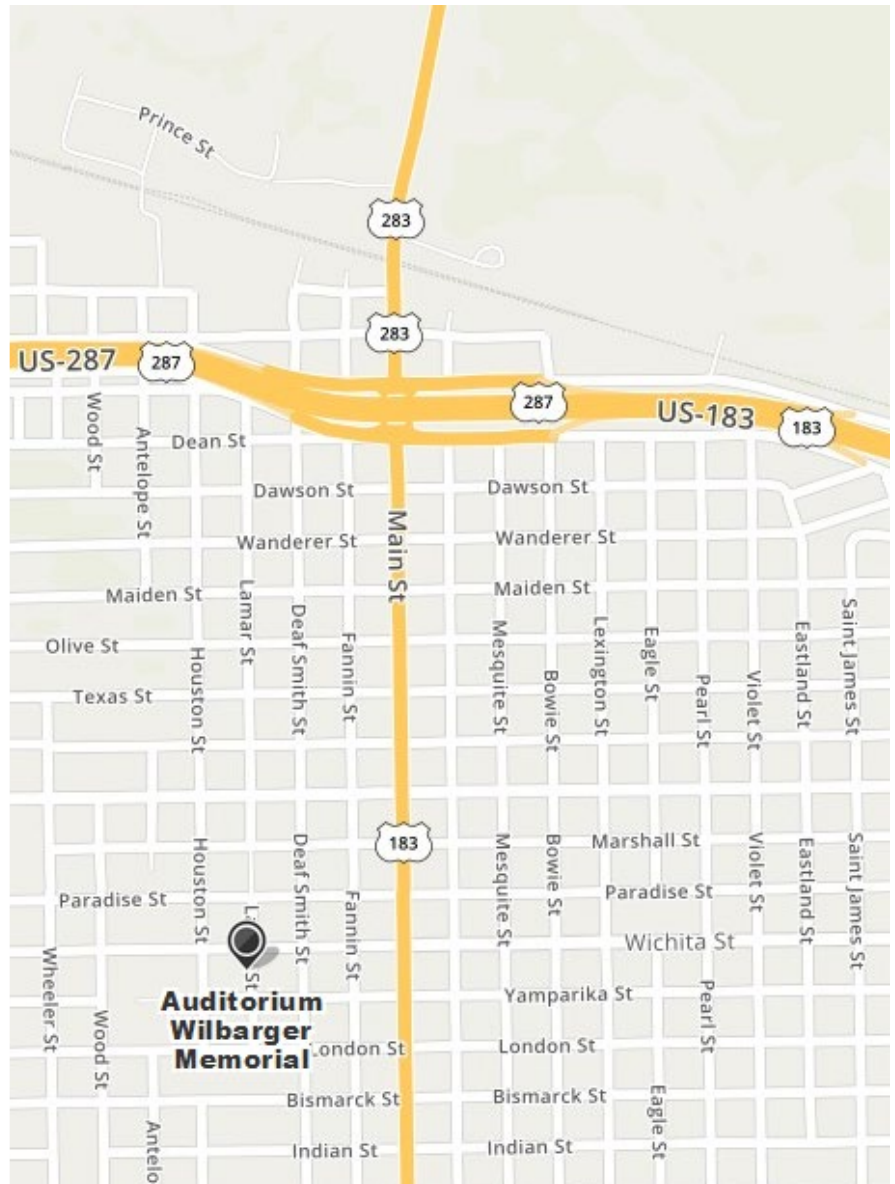 Prince St
283
283
US-287
287
287
US-183
183
Wood St
Antelope St
Dean St
Dawson St
Dawson St
Wanderer St
Main St
Wanderer St
Maiden St
Lamar St
Maiden St
Deaf Smith St
Fannin St
Olive St
Houston St
Mesquite St
Bowie St
Lexington St
Eagle St
Pearl St
Violet St
Eastland St
Saint James St
Texas St
183
Houston St
Deaf Smith St
Fannin St
Mesquite St
Bowie St
Marshall St
Violet St
Eastland St
Saint James St
Paradise St
Paradise St
Wichita St
Wheeler St
St
Auditorium
Wilbarger
Memorial
Yamparika St
Pearl St
Wood St
London St
London St
Bismarck St
Bismarck St
Eagle St
Antelo
Indian St
Indian St